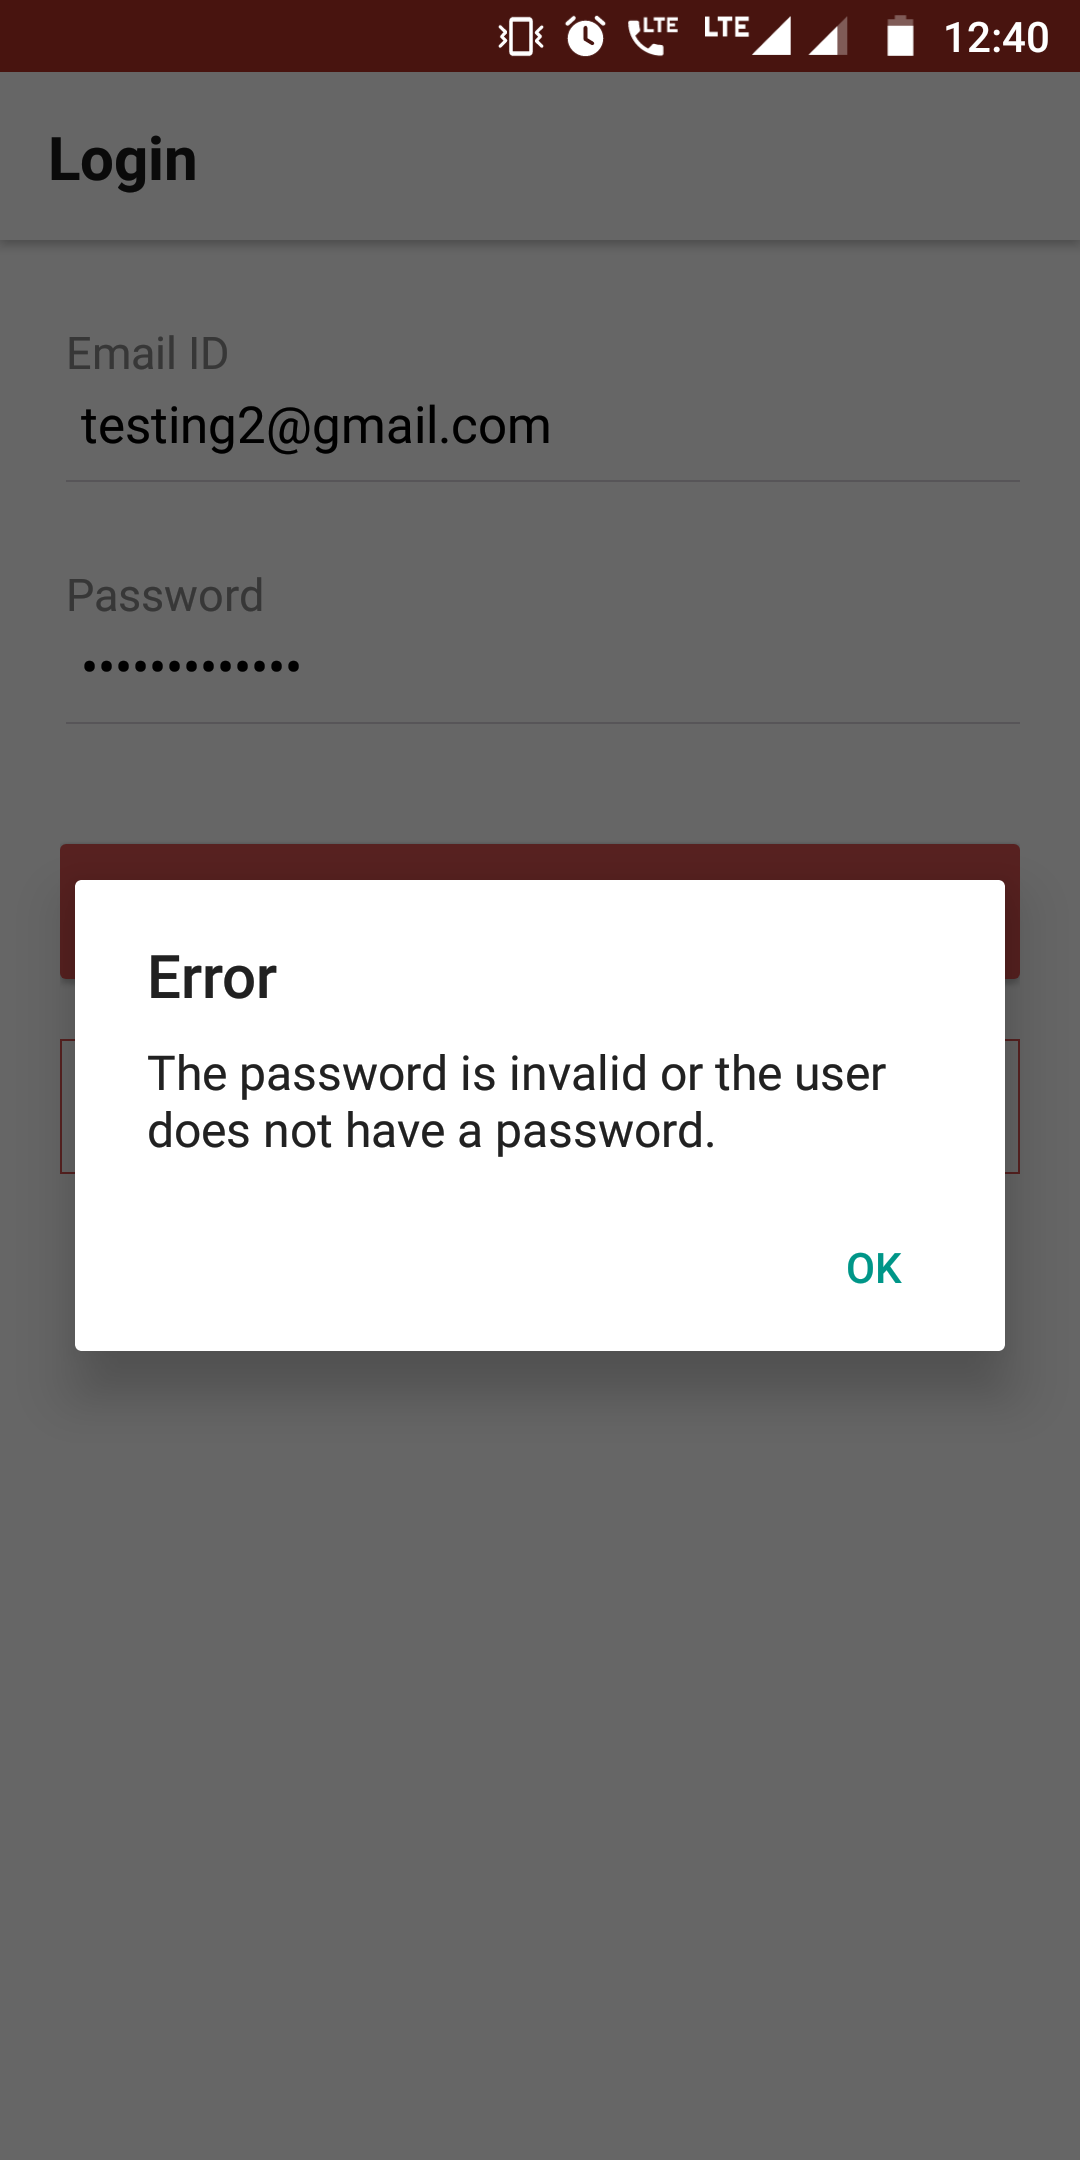 LTE LTE 12:40
Login
Email ID
testing2@gmail.com
Password
•••••••••••••
Error
The password is invalid or the user
does not have a password.
OK